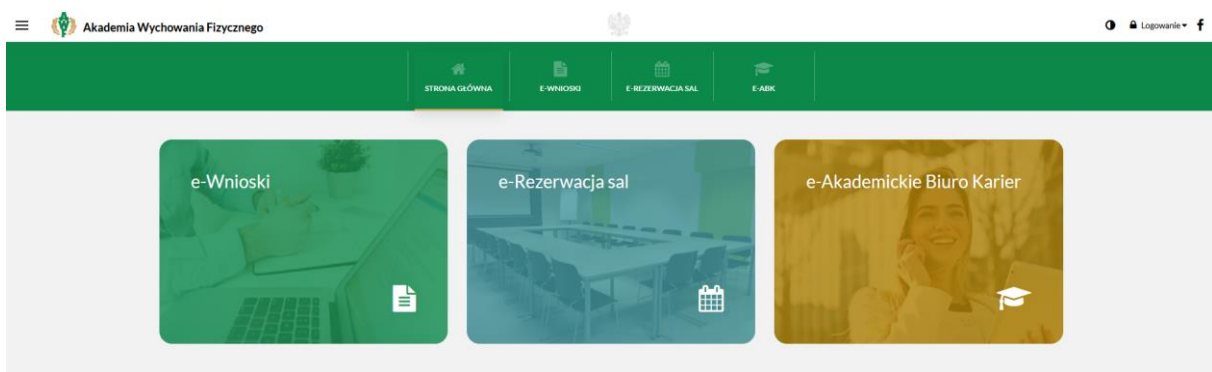 Akademia Wychowania Fizycznego
Logowanie
STRONA GŁÓWNA
E-WNIOSKI
E-REZERWACJA SAL
E-ABK
e-Wnioski
e-Rezerwacja sal
e-Akademickie Biuro Karier